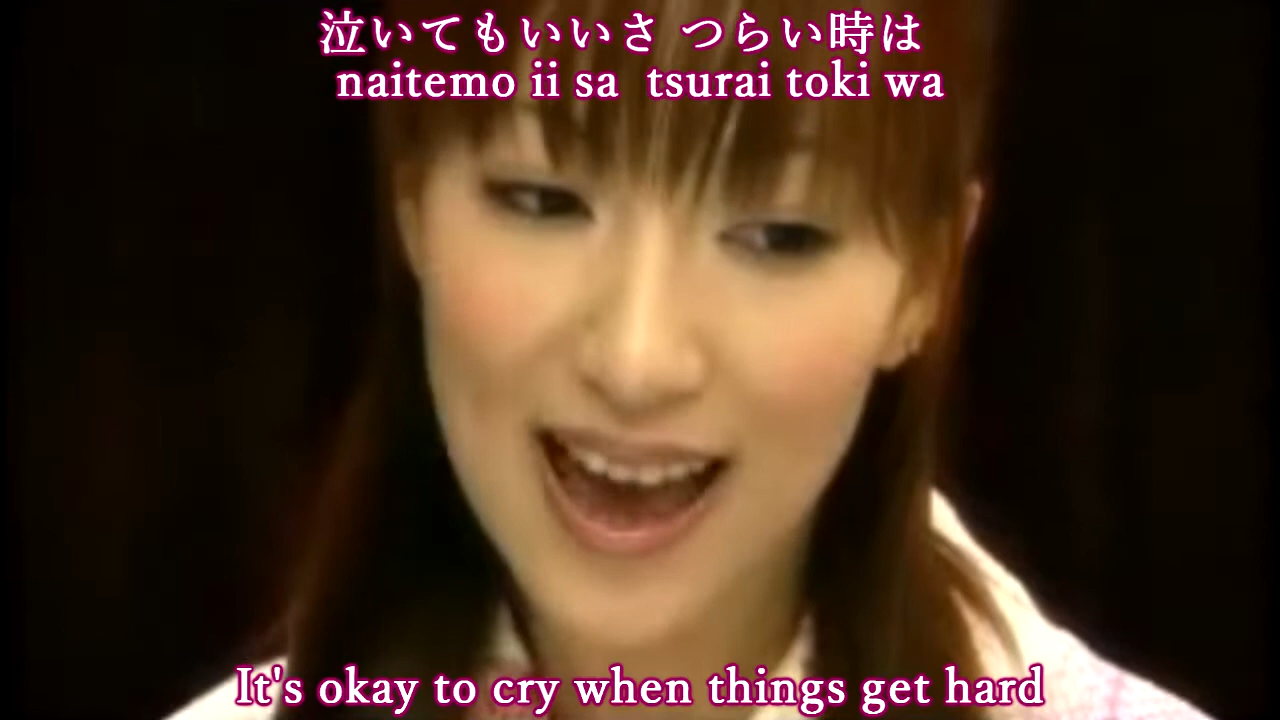 泣いてもいいさ つらい時は
naitemo ii sa tsurai toki wa
It's okay to cry when things get hard